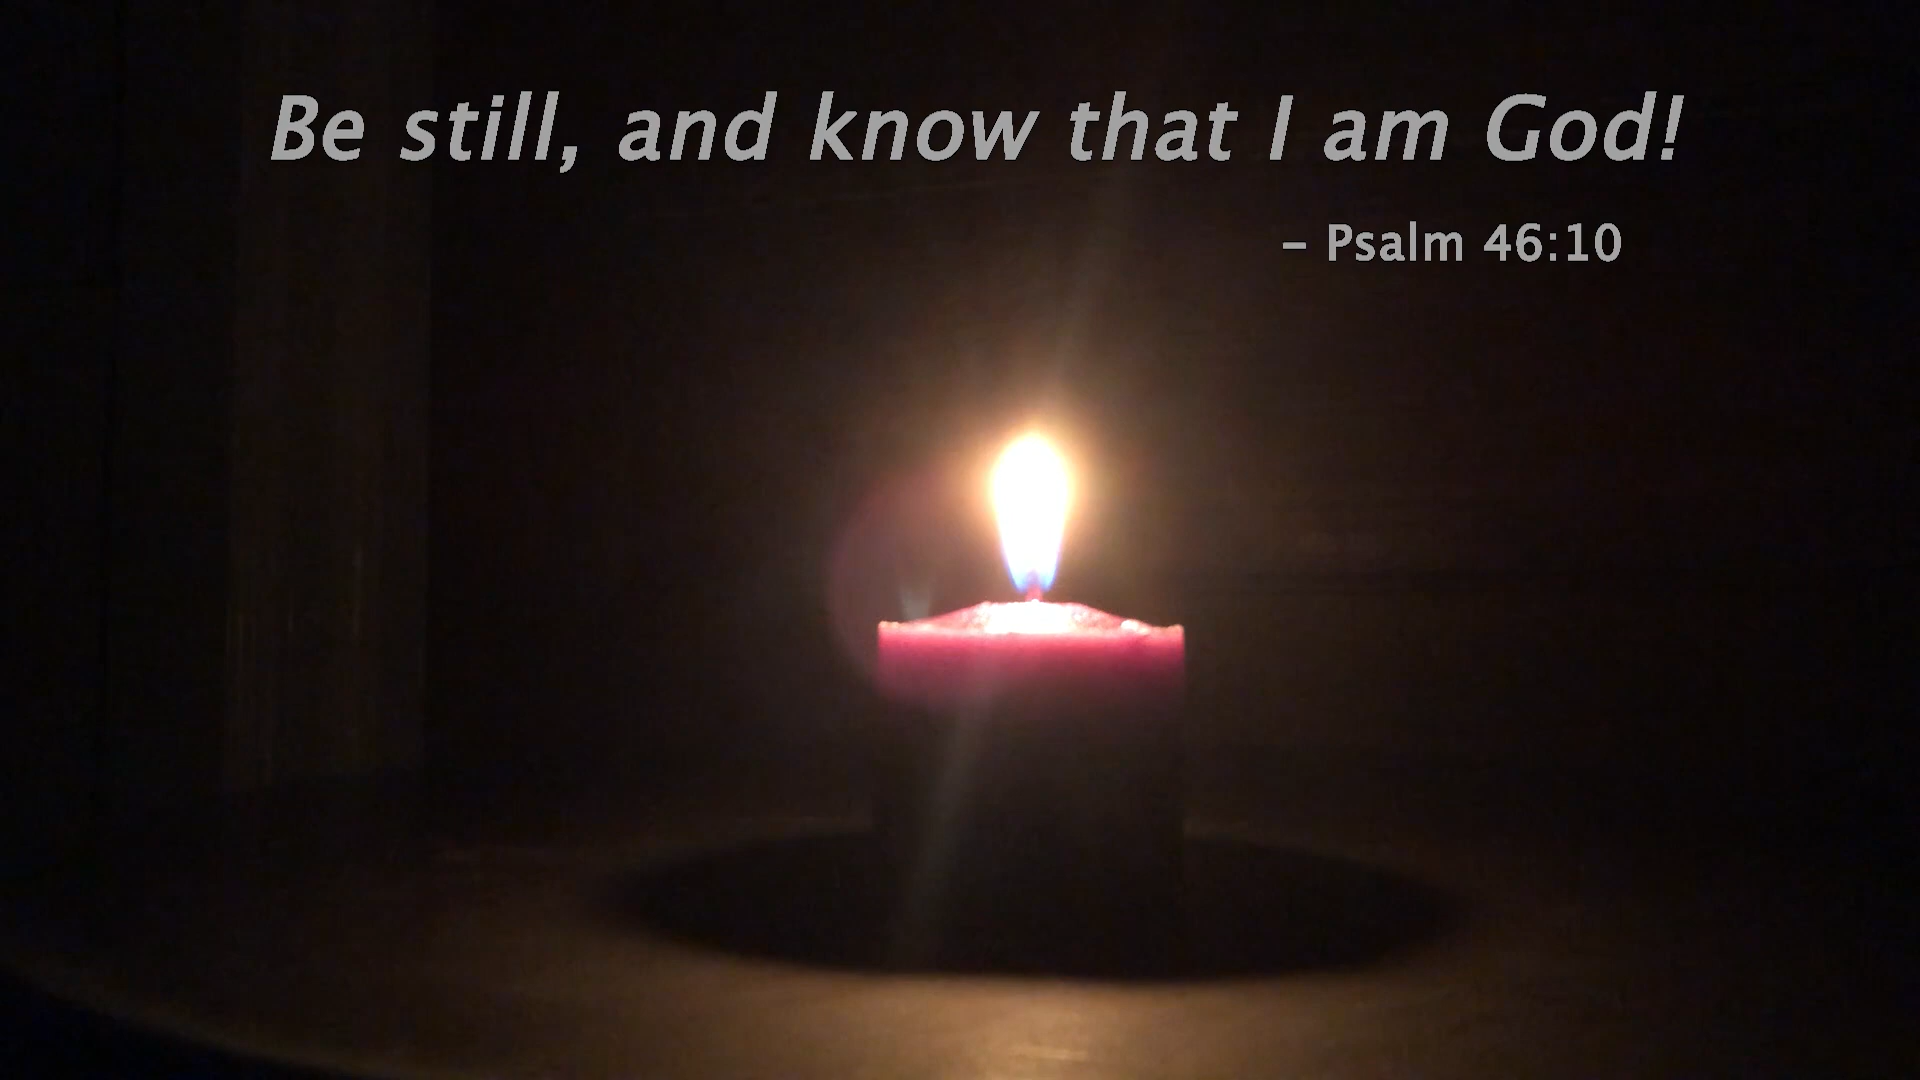 Be still, and know that I am God!
– Psalm 46:10